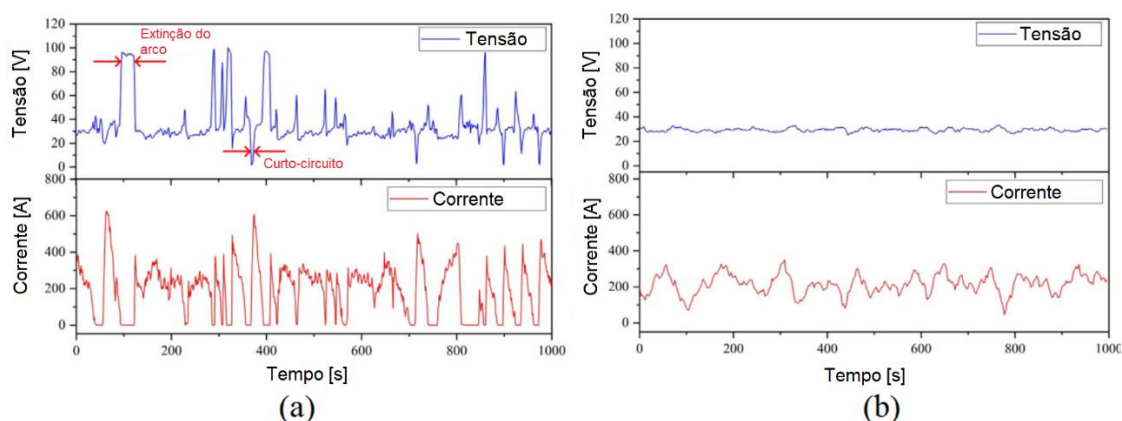 Tensão [V]
120
100
80
60
40
20
0
Extinção do
arco
Tensão
Curto-circuito
Corrente [A]
800
600
400
200
0
Corrente
0 200 400 600 800 1000
Tempo [s]
(a)
Tensão [V]
120
100
80
60
40
20
0
Tensão
Corrente [A]
800
600
400
200
0
Corrente
0 200 400 600 800 1000
Tempo [s]
(b)